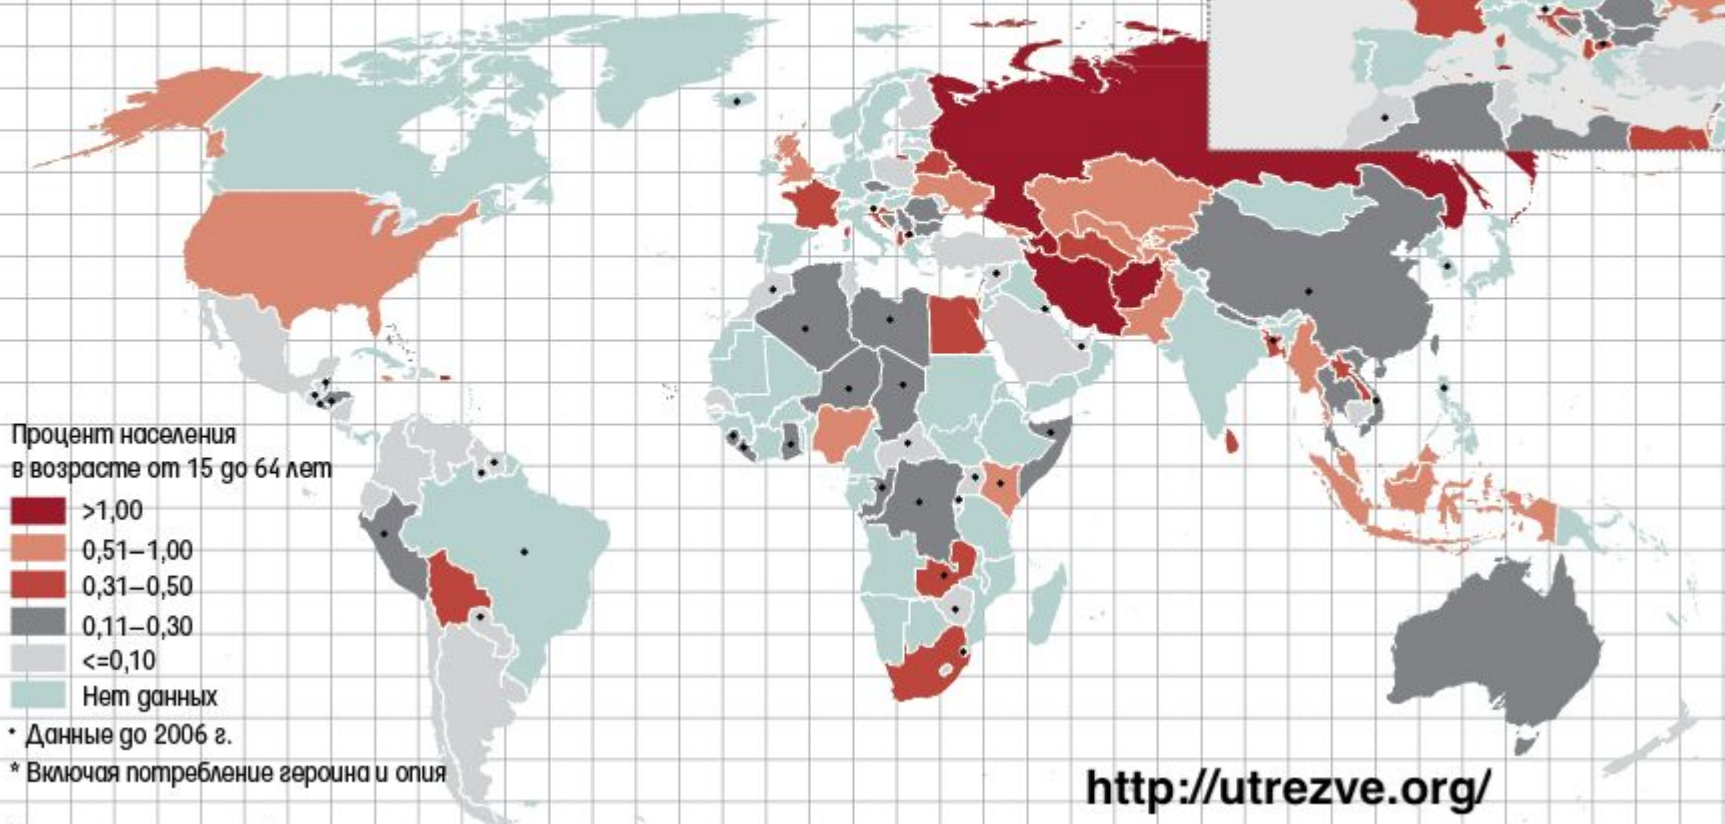 Процент населения
в возрасте от 15 до 64 лет
>1,00
0,51–1,00
0,31–0,50
0,11–0,30
<=0,10
Нет данных
• Данные до 2006 г.
* Включая потребление героина и опия
http://utrezve.org/